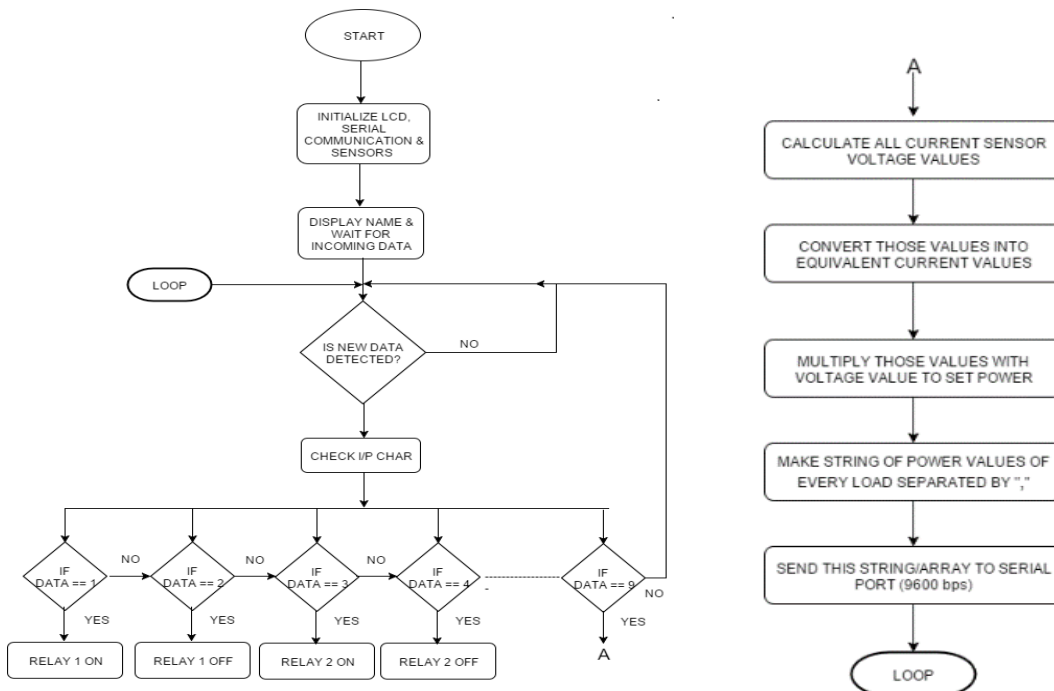 START
INITIALIZE LCD,
SERIAL
COMMUNICATION &
SENSORS
DISPLAY NAME &
WAIT FOR
INCOMING DATA
LOOP
IS NEW DATA
DETECTED?
NO
CHECK I/P CHAR
IF
DATA == 1
NO
IF
DATA == 2
NO
IF
DATA == 3
NO
IF
DATA == 4
IF
DATA == 9
NO
YES
YES
YES
YES
YES
RELAY 1 ON
RELAY 1 OFF
RELAY 2 ON
RELAY 2 OFF
A
A
CALCULATE ALL CURRENT SENSOR
VOLTAGE VALUES
CONVERT THOSE VALUES INTO
EQUIVALENT CURRENT VALUES
MULTIPLY THOSE VALUES WITH
VOLTAGE VALUE TO SET POWER
MAKE STRING OF POWER VALUES OF
EVERY LOAD SEPARATED BY ","
SEND THIS STRING/ARRAY TO SERIAL
PORT (9600 bps)
LOOP